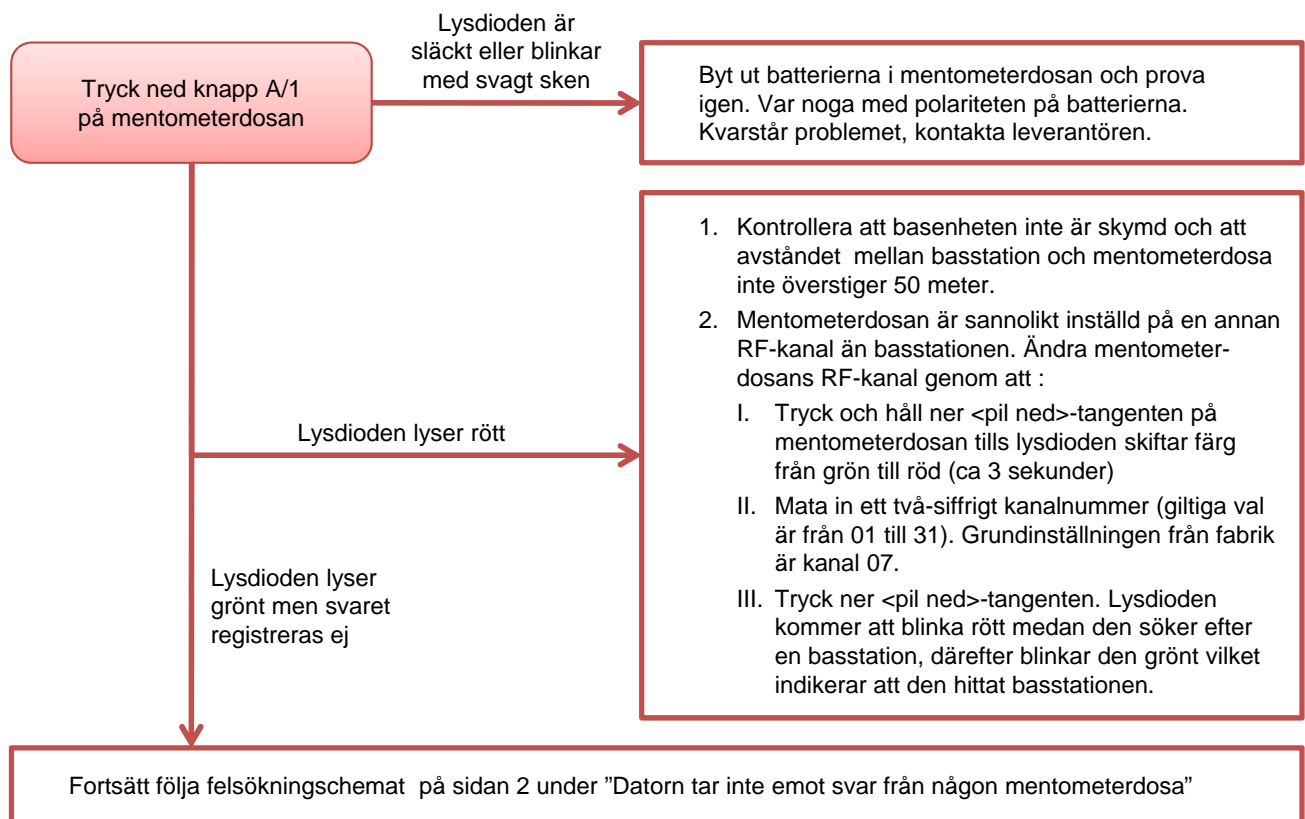 Lysdioden är
släckt eller blinkar
med svagt sken
Tryck ned knapp A/1
på mentometerdosan
Byt ut batterierna i mentometerdosan och prova
igen. Var noga med polariteten på batterierna.
Kvarstår problemet, kontakta leverantören.
1. Kontrollera att basenheten inte är skymd och att
avståndet mellan basstation och mentometerdosa
inte överstiger 50 meter.
2. Mentometerdosan är sannolikt inställd på en annan
RF-kanal än basstationen. Ändra mentometer-
dosans RF-kanal genom att :
I. Tryck och håll ner <pil ned>-tangenten på
mentometerdosan tills lysdioden skiftar färg
från grön till röd (ca 3 sekunder)
II. Mata in ett två-siffrigt kanalnummer (giltiga val
är från 01 till 31). Grundinställningen från fabrik
är kanal 07.
III. Tryck ner <pil ned>-tangenten. Lysdioden
kommer att blinka rött medan den söker efter
en basstation, därefter blinkar den grönt vilket
indikerar att den hittat basstationen.
Lysdioden lyser rött
Lysdioden lyser
grönt men svaret
registreras ej
Fortsätt följa felsökningschemat på sidan 2 under ”Datorn tar inte emot svar från någon mentometerdosa”